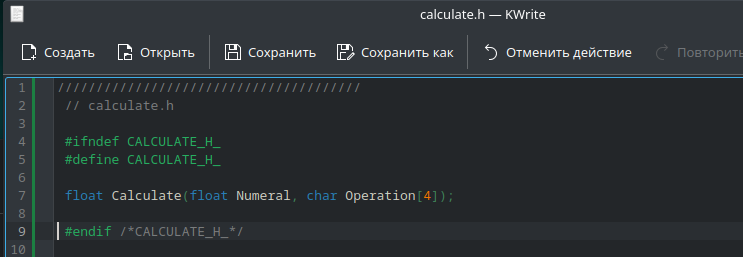 calculate.h — KWrite
Создать Открыть Сохранить Сохранить как Отменить действие Повторить
1 ///////////////////////////////////////
2 // calculate.h
3
4 #ifndef CALCULATE_H_
5 #define CALCULATE_H_
6
7 float Calculate(float Numeral, char Operation[4]);
8
9 #endif /*CALCULATE_H_*/
10